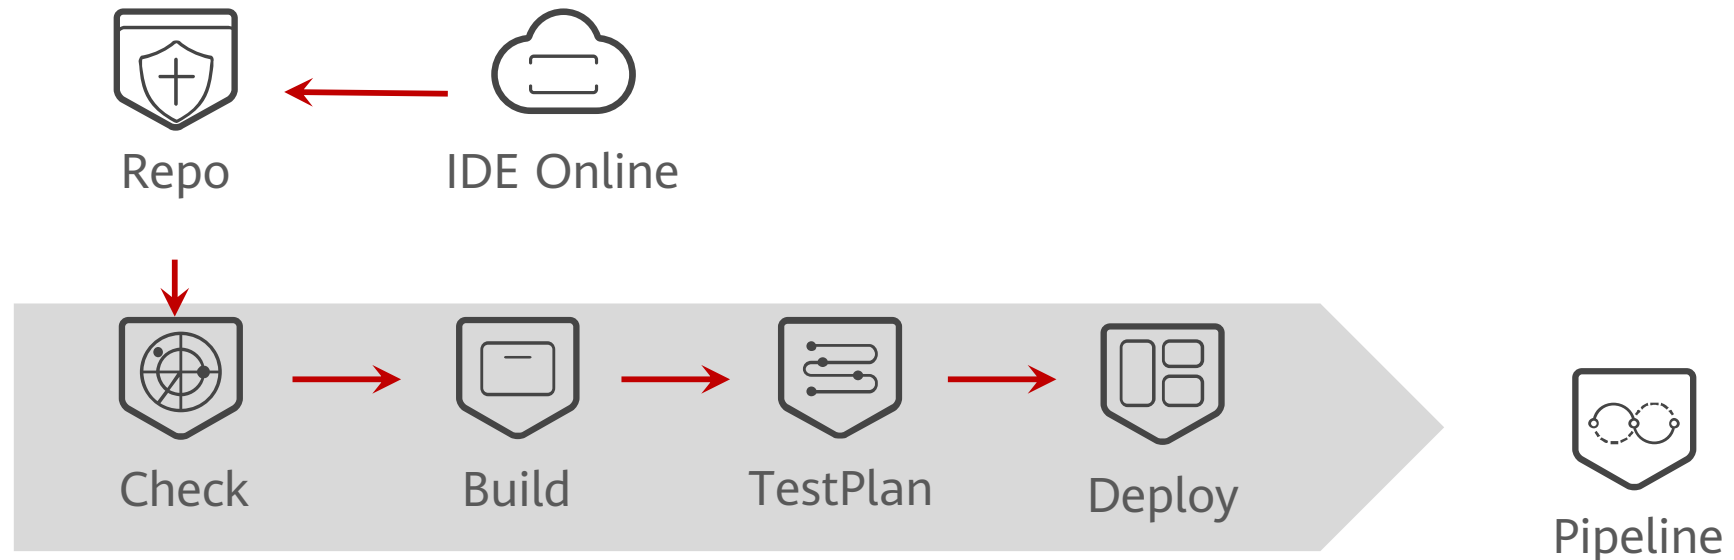 Repo
IDE Online
Check
Build
TestPlan
Deploy
Pipeline